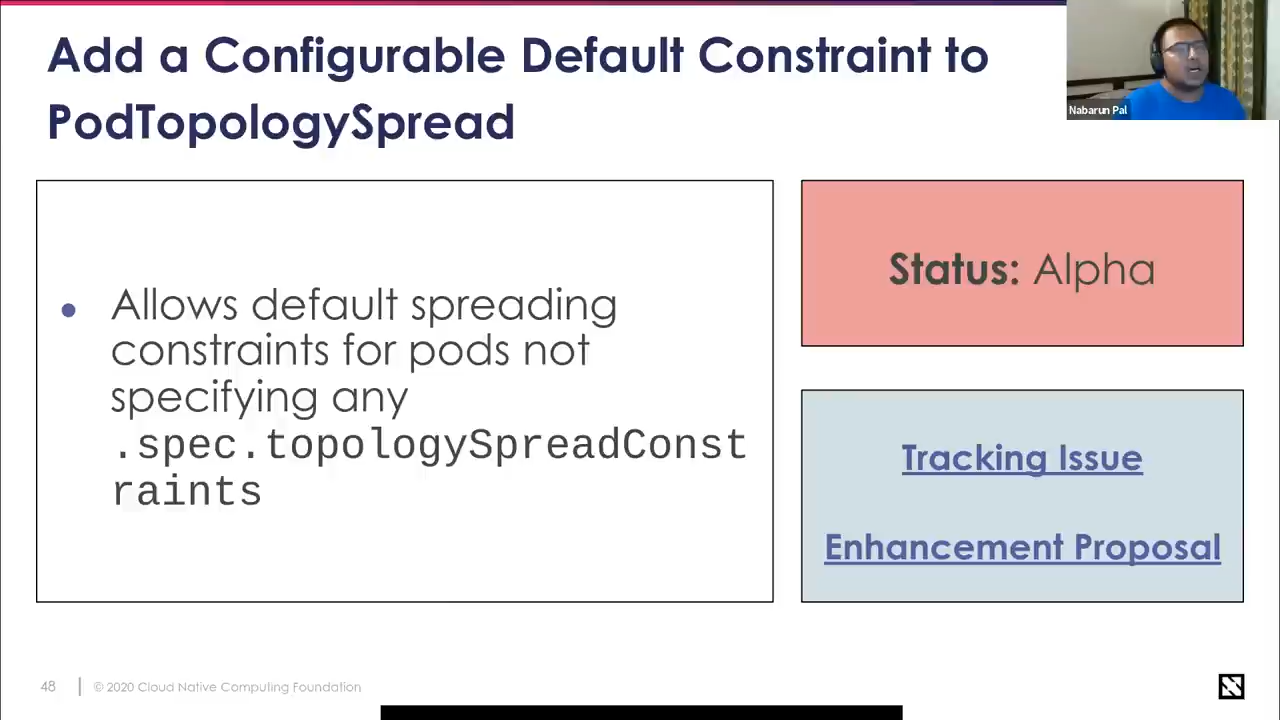 Add a Configurable Default Constraint to
PodTopologySpread
Nabarun Pal
● Allows default spreading
constraints for pods not
specifying any
.spec.topologySpreadConst
raints
Status: Alpha
Tracking Issue
Enhancement Proposal
48
© 2020 Cloud Native Computing Foundation